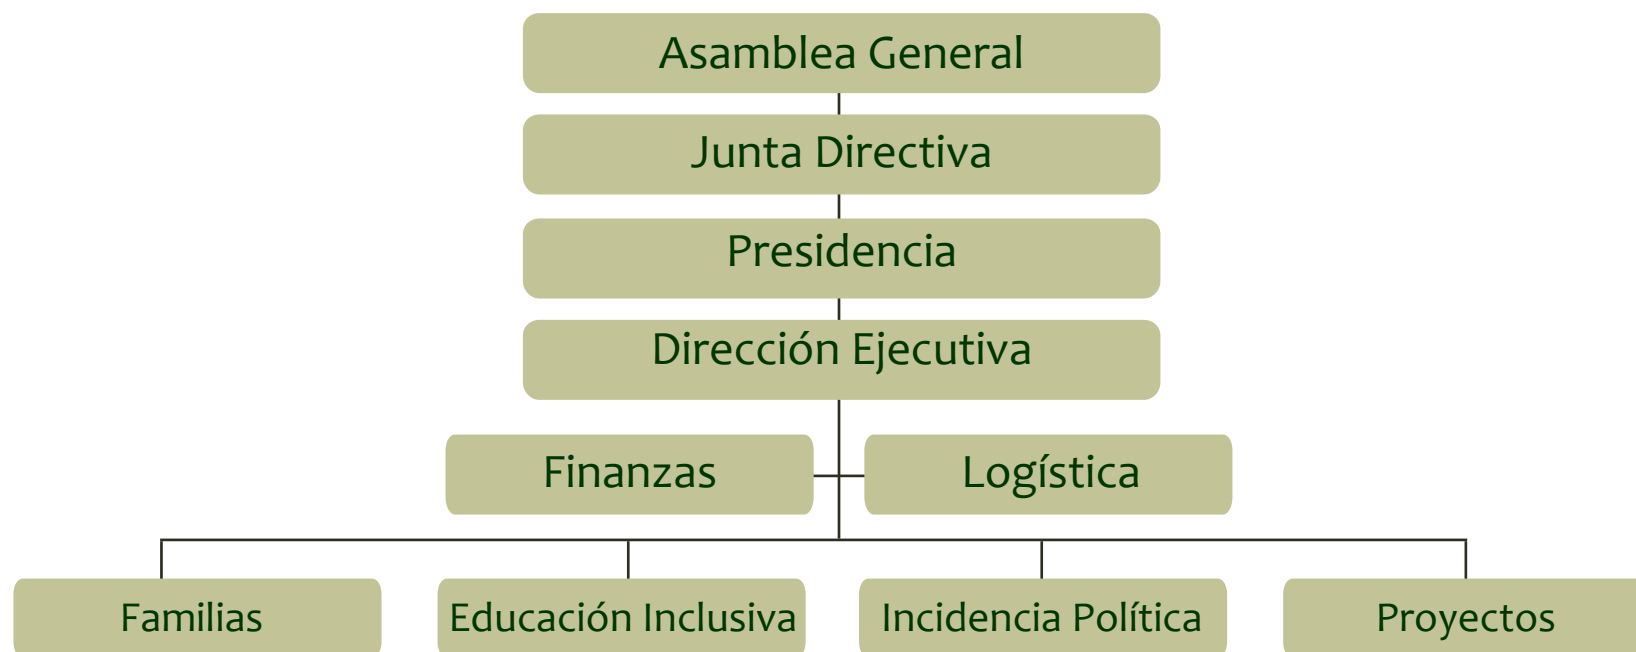 Asamblea General
Junta Directiva
Presidencia
Dirección Ejecutiva
Finanzas
Logística
Familias
Educación Inclusiva
Incidencia Política
Proyectos